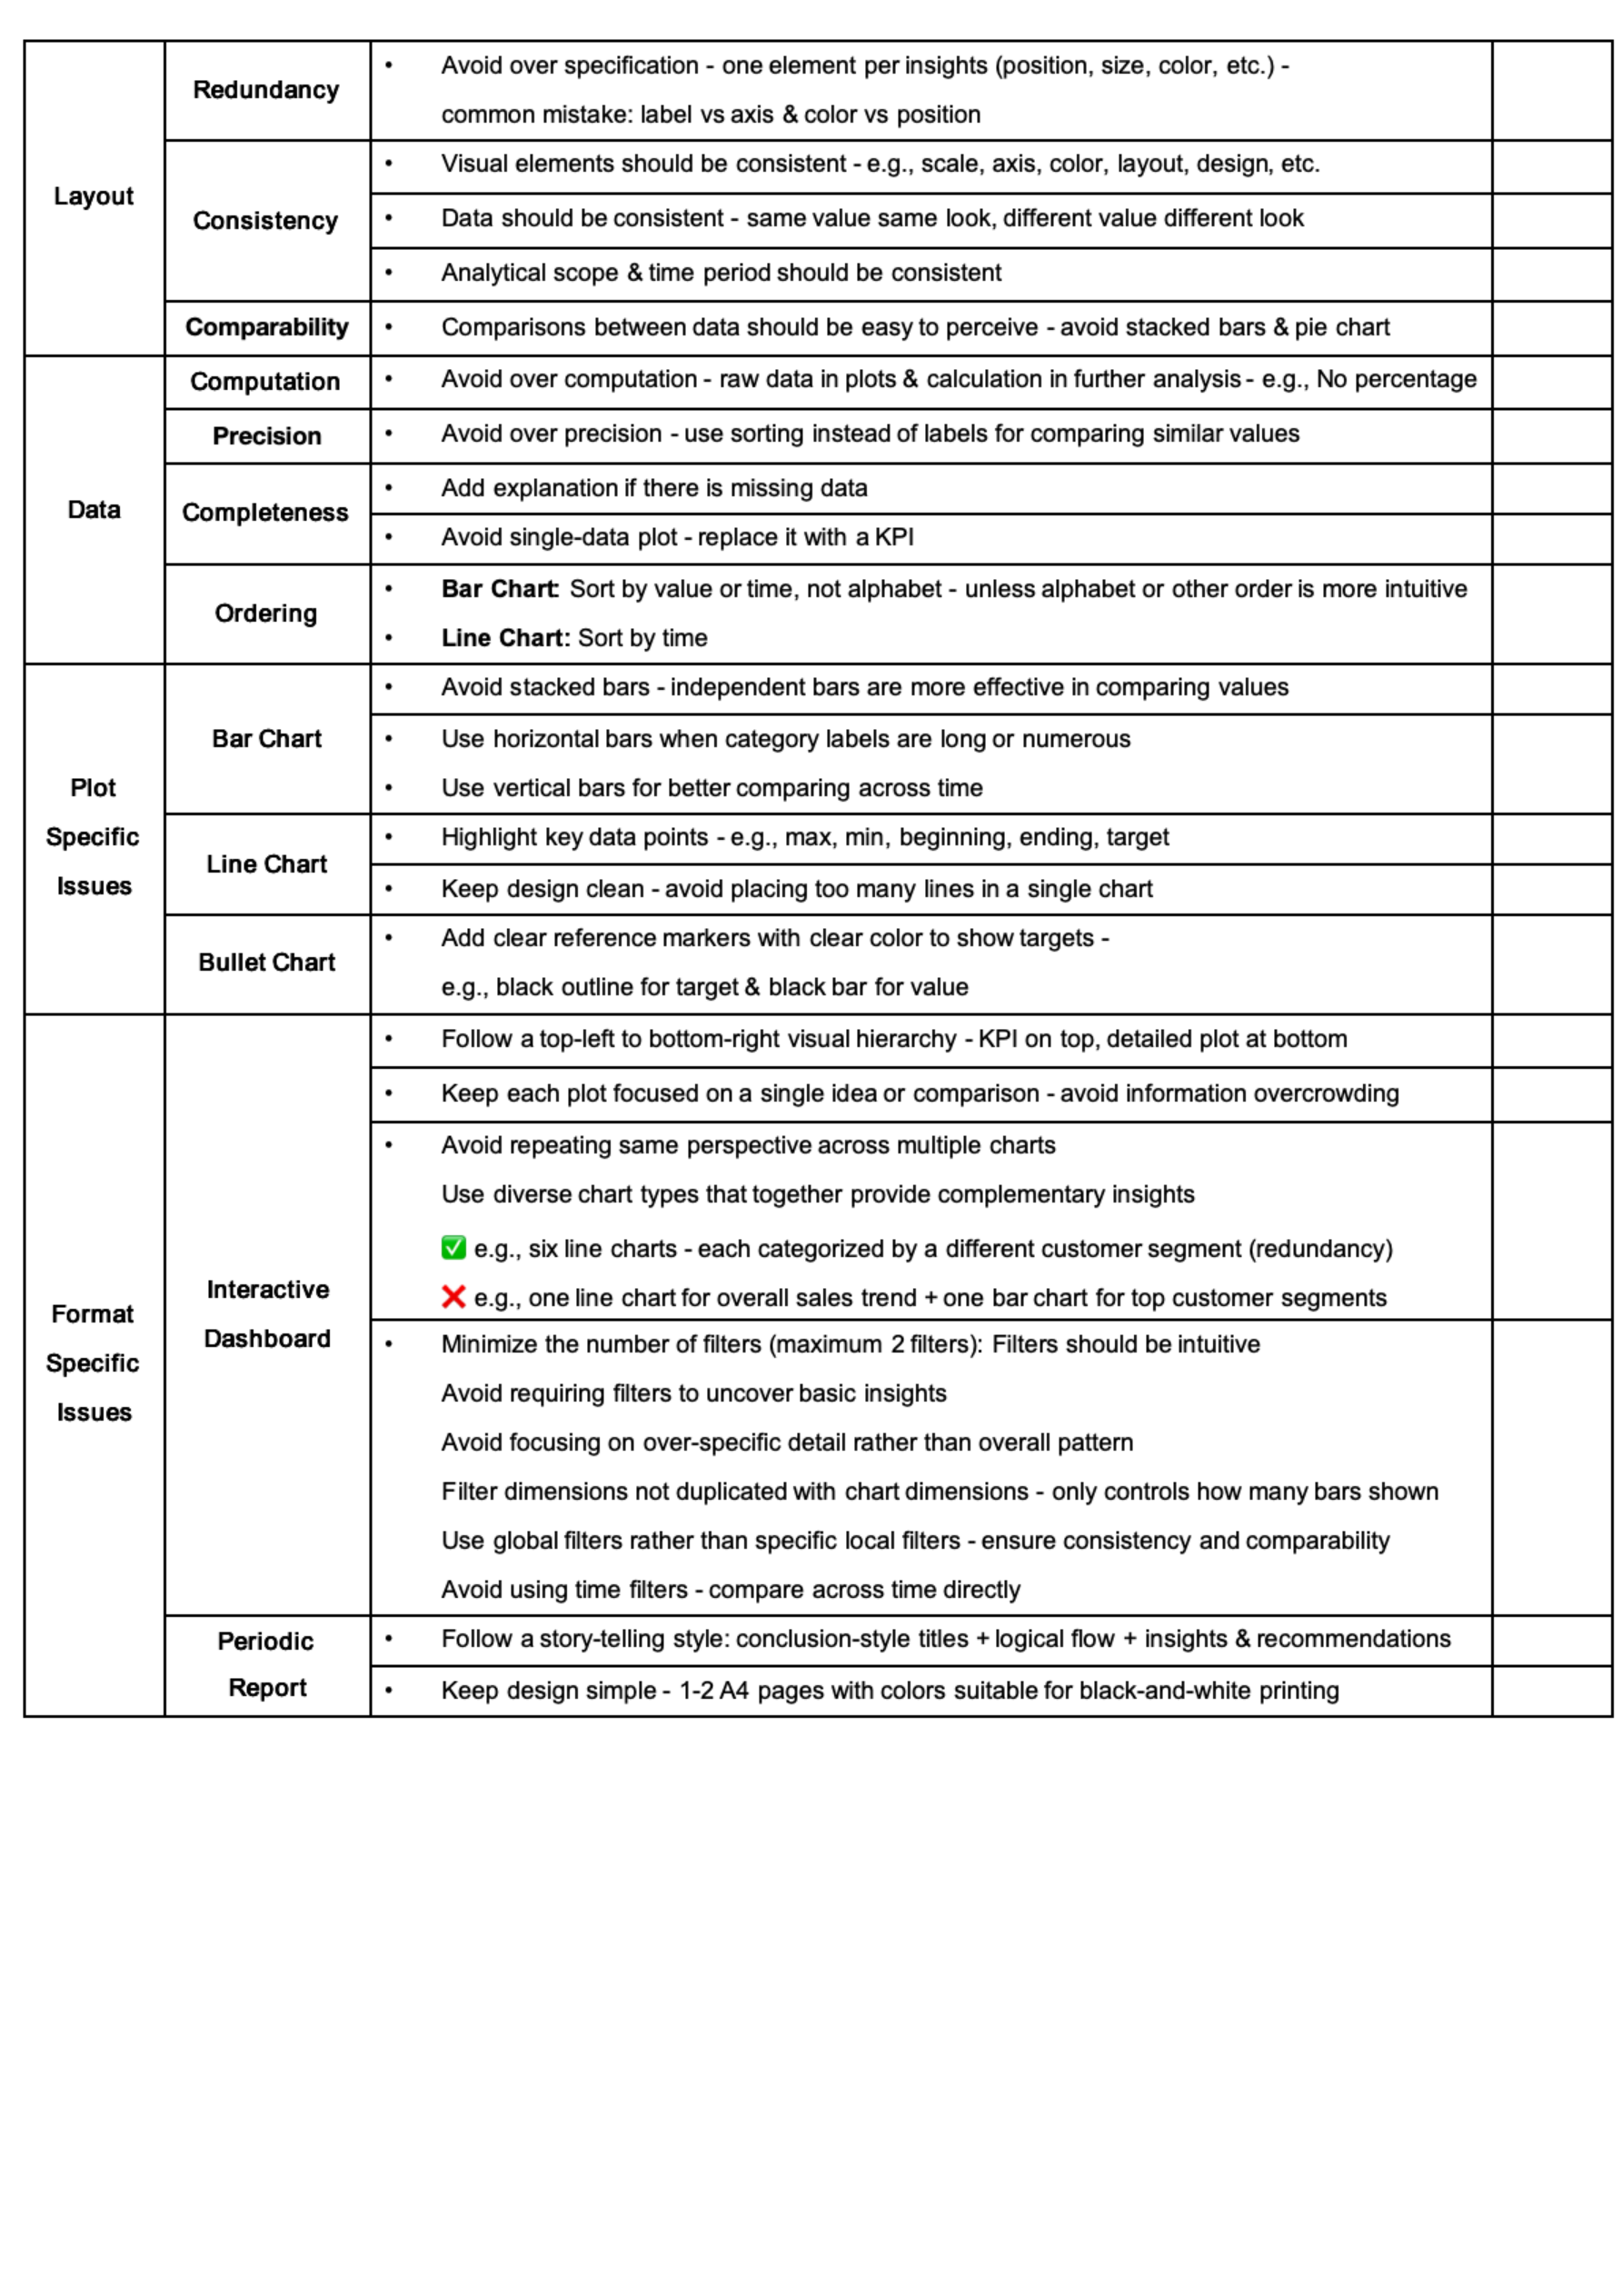 Layout
Redundancy
• Avoid over specification - one element per insights (position, size, color, etc.) -
common mistake: label vs axis & color vs position
Consistency
• Visual elements should be consistent - e.g., scale, axis, color, layout, design, etc.
• Data should be consistent - same value same look, different value different look
• Analytical scope & time period should be consistent
Comparability
• Comparisons between data should be easy to perceive - avoid stacked bars & pie chart
Data
Computation
• Avoid over computation - raw data in plots & calculation in further analysis - e.g., No percentage
Precision
• Avoid over precision - use sorting instead of labels for comparing similar values
Completeness
• Add explanation if there is missing data
• Avoid single-data plot - replace it with a KPI
Ordering
• Bar Chart: Sort by value or time, not alphabet - unless alphabet or other order is more intuitive
• Line Chart: Sort by time
Plot
Specific
Issues
Bar Chart
• Avoid stacked bars - independent bars are more effective in comparing values
• Use horizontal bars when category labels are long or numerous
• Use vertical bars for better comparing across time
Line Chart
• Highlight key data points - e.g., max, min, beginning, ending, target
• Keep design clean - avoid placing too many lines in a single chart
Bullet Chart
• Add clear reference markers with clear color to show targets -
e.g., black outline for target & black bar for value
Format
Specific
Issues
Interactive
Dashboard
• Follow a top-left to bottom-right visual hierarchy - KPI on top, detailed plot at bottom
• Keep each plot focused on a single idea or comparison - avoid information overcrowding
• Avoid repeating same perspective across multiple charts
Use diverse chart types that together provide complementary insights
✅ e.g., six line charts - each categorized by a different customer segment (redundancy)
❌ e.g., one line chart for overall sales trend + one bar chart for top customer segments
• Minimize the number of filters (maximum 2 filters): Filters should be intuitive
Avoid requiring filters to uncover basic insights
Avoid focusing on over-specific detail rather than overall pattern
Filter dimensions not duplicated with chart dimensions - only controls how many bars shown
Use global filters rather than specific local filters - ensure consistency and comparability
Avoid using time filters - compare across time directly
Periodic
Report
• Follow a story-telling style: conclusion-style titles + logical flow + insights & recommendations
• Keep design simple - 1-2 A4 pages with colors suitable for black-and-white printing